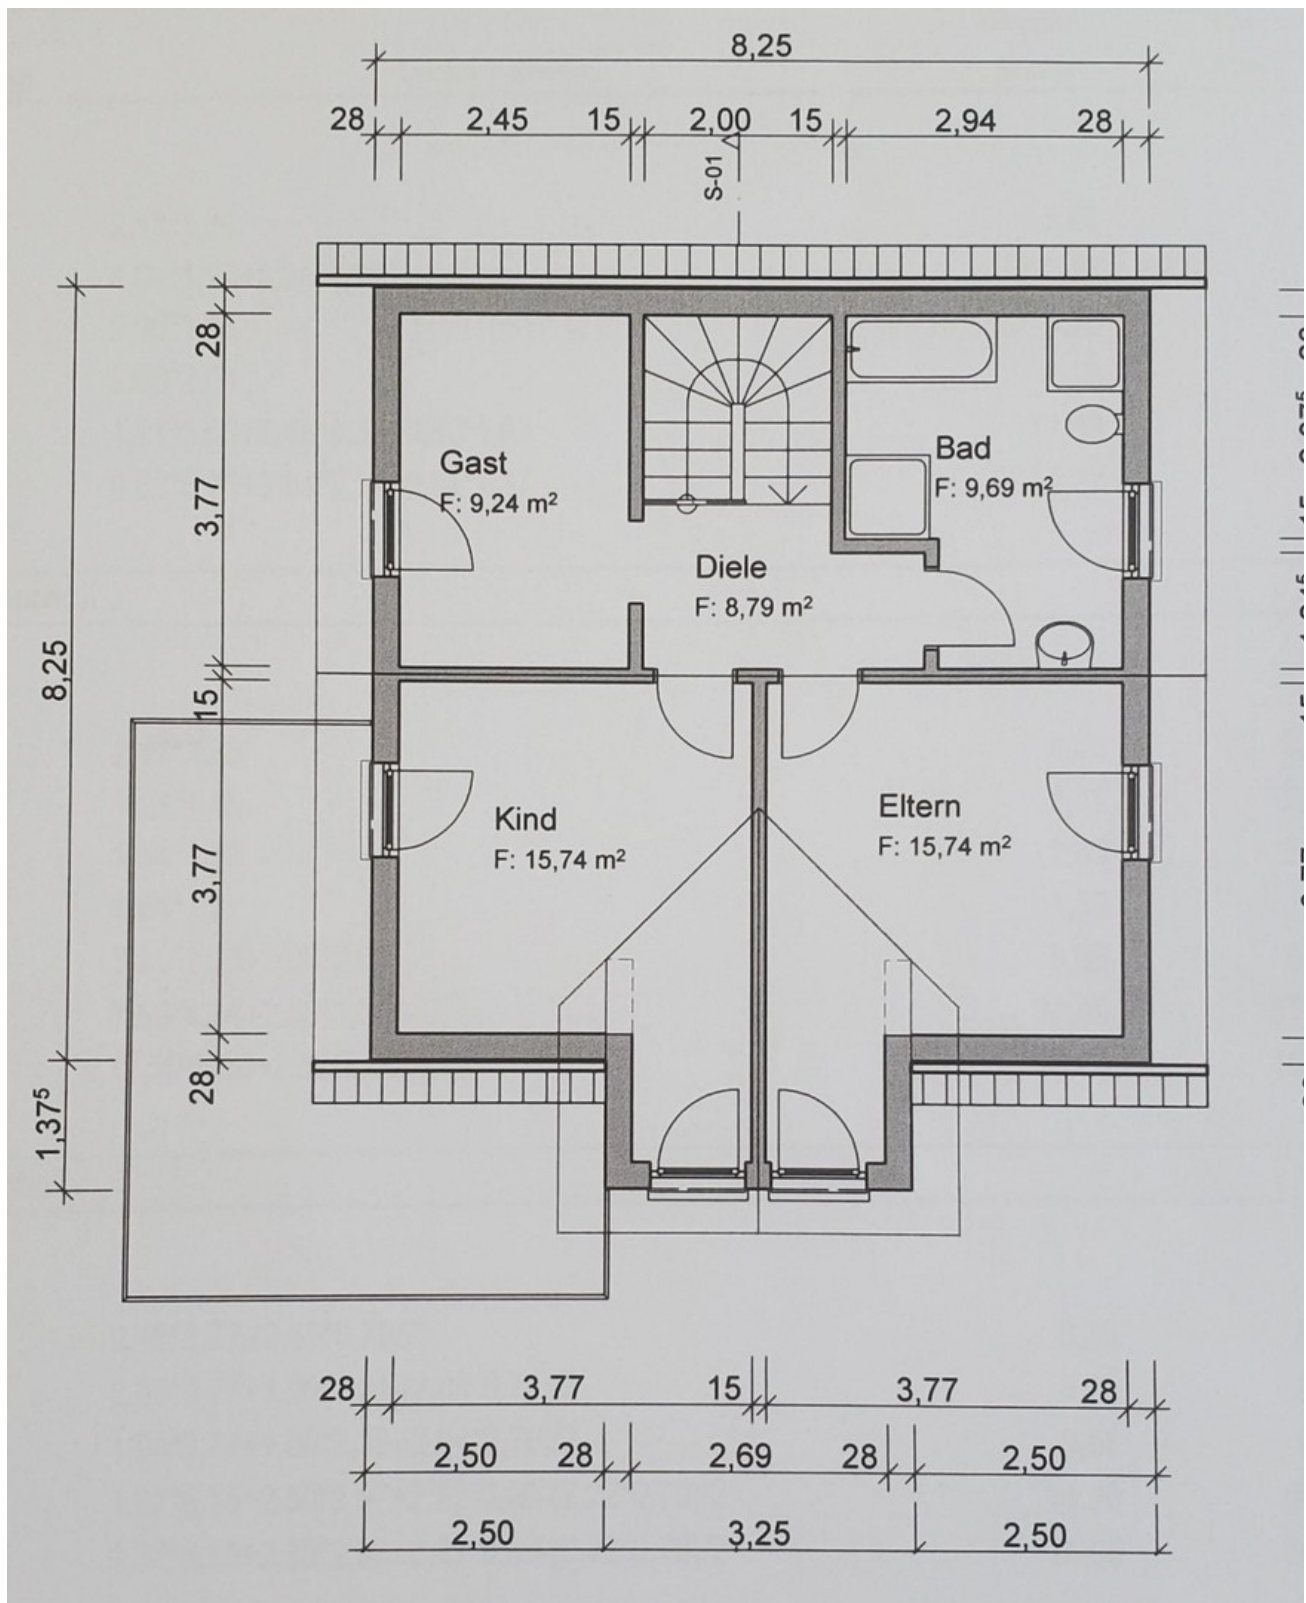 8,25
28 2,45 15 2,00 15 2,94 28
S-01
28
3,77
15
3,77
28
8,25
1,37⁵
Gast
F: 9,24 m²
Bad
F: 9,69 m²
Diele
F: 8,79 m²
Kind
F: 15,74 m²
Eltern
F: 15,74 m²
28 3,77 15 3,77 28
2,50 28 2,69 28 2,50
2,50 3,25 2,50